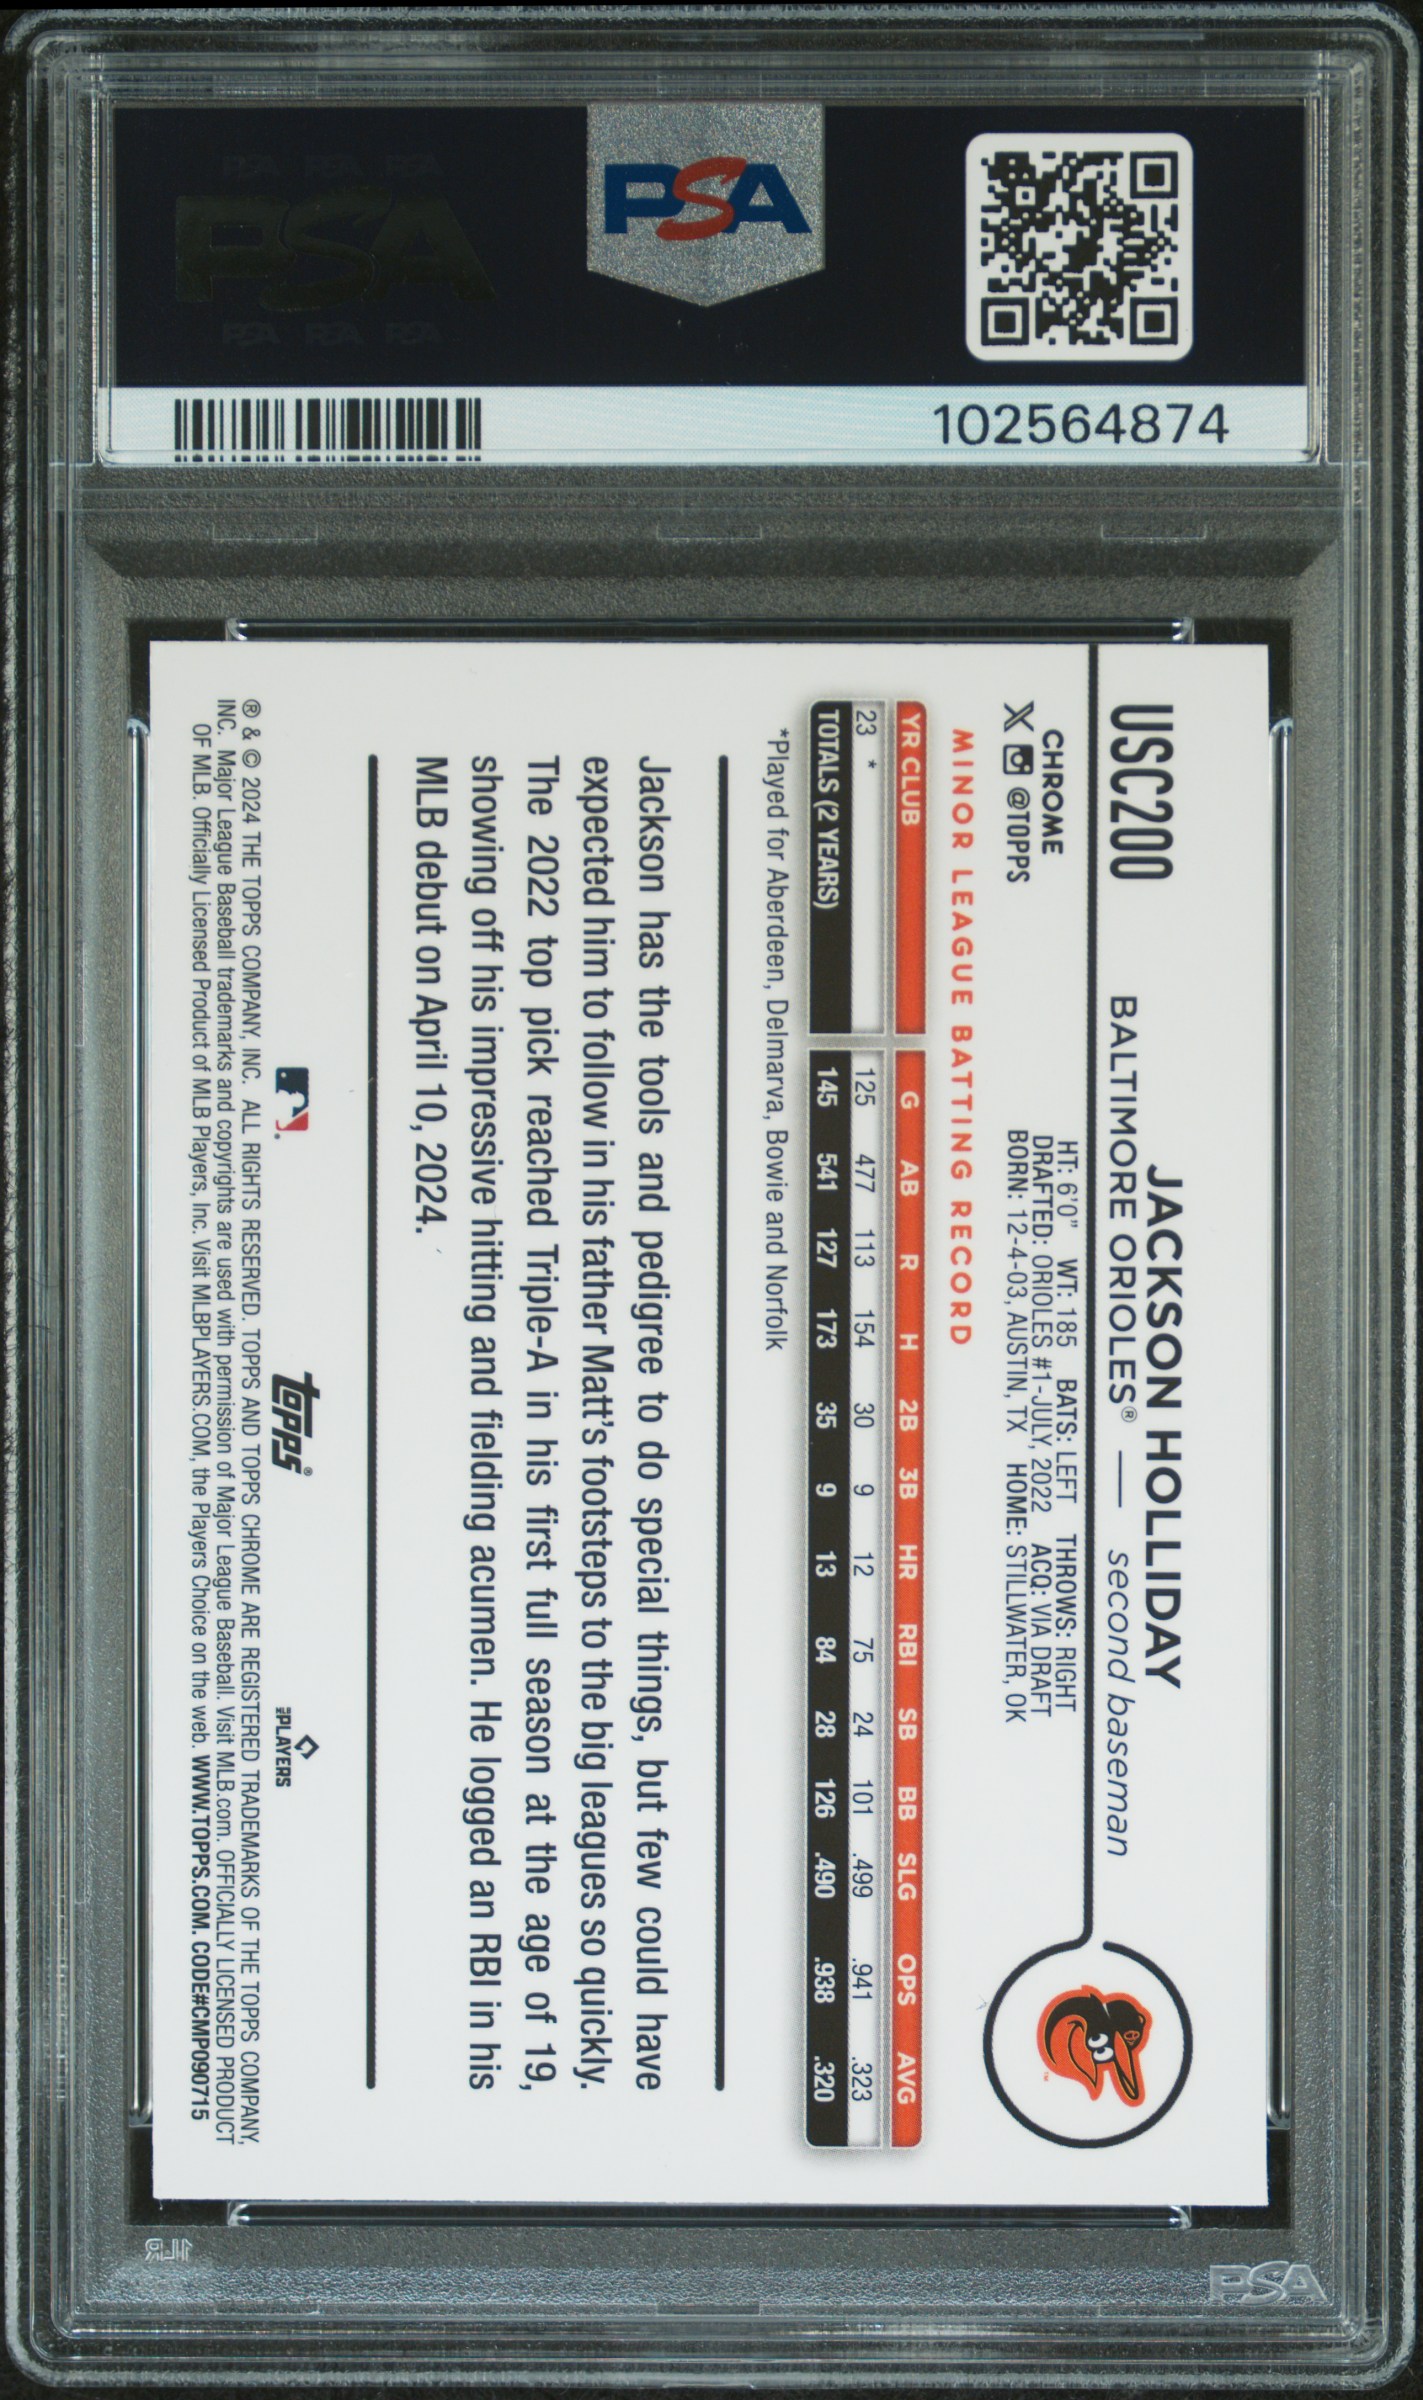 PSA PSA PSA
PSA
PSA PSA PSA
PSA
102564874
USC200
JACKSON HOLLIDAY
BALTIMORE ORIOLES® — second baseman
CHROME
X @TOPPS
HT: 6'0" WT: 185 BATS: LEFT THROWS: RIGHT
DRAFTED: ORIOLES #1-JULY, 2022 ACQ: VIA DRAFT
BORN: 12-4-03, AUSTIN, TX HOME: STILLWATER, OK
TM
MINOR LEAGUE BATTING RECORD
YR CLUB G AB R H 2B 3B HR RBI SB BB SLG OPS AVG
23 * 125 477 113 154 30 9 12 75 24 101 .499 .941 .323
TOTALS (2 YEARS) 145 541 127 173 35 9 13 84 28 126 .490 .938 .320
*Played for Aberdeen, Delmarva, Bowie and Norfolk
Jackson has the tools and pedigree to do special things, but few could have
expected him to follow in his father Matt's footsteps to the big leagues so quickly.
The 2022 top pick reached Triple-A in his first full season at the age of 19,
showing off his impressive hitting and fielding acumen. He logged an RBI in his
MLB debut on April 10, 2024.
topps®
MLBPLAYERS
® & © 2024 THE TOPPS COMPANY, INC. ALL RIGHTS RESERVED. TOPPS AND TOPPS CHROME ARE REGISTERED TRADEMARKS OF THE TOPPS COMPANY,
INC. Major League Baseball trademarks and copyrights are used with permission of Major League Baseball. Visit MLB.com. OFFICIALLY LICENSED PRODUCT
OF MLB. Officially Licensed Product of MLB Players, Inc. Visit MLBPLAYERS.COM, the Players Choice on the web. WWW.TOPPS.COM. CODE#CMP090715
1LR
PSA